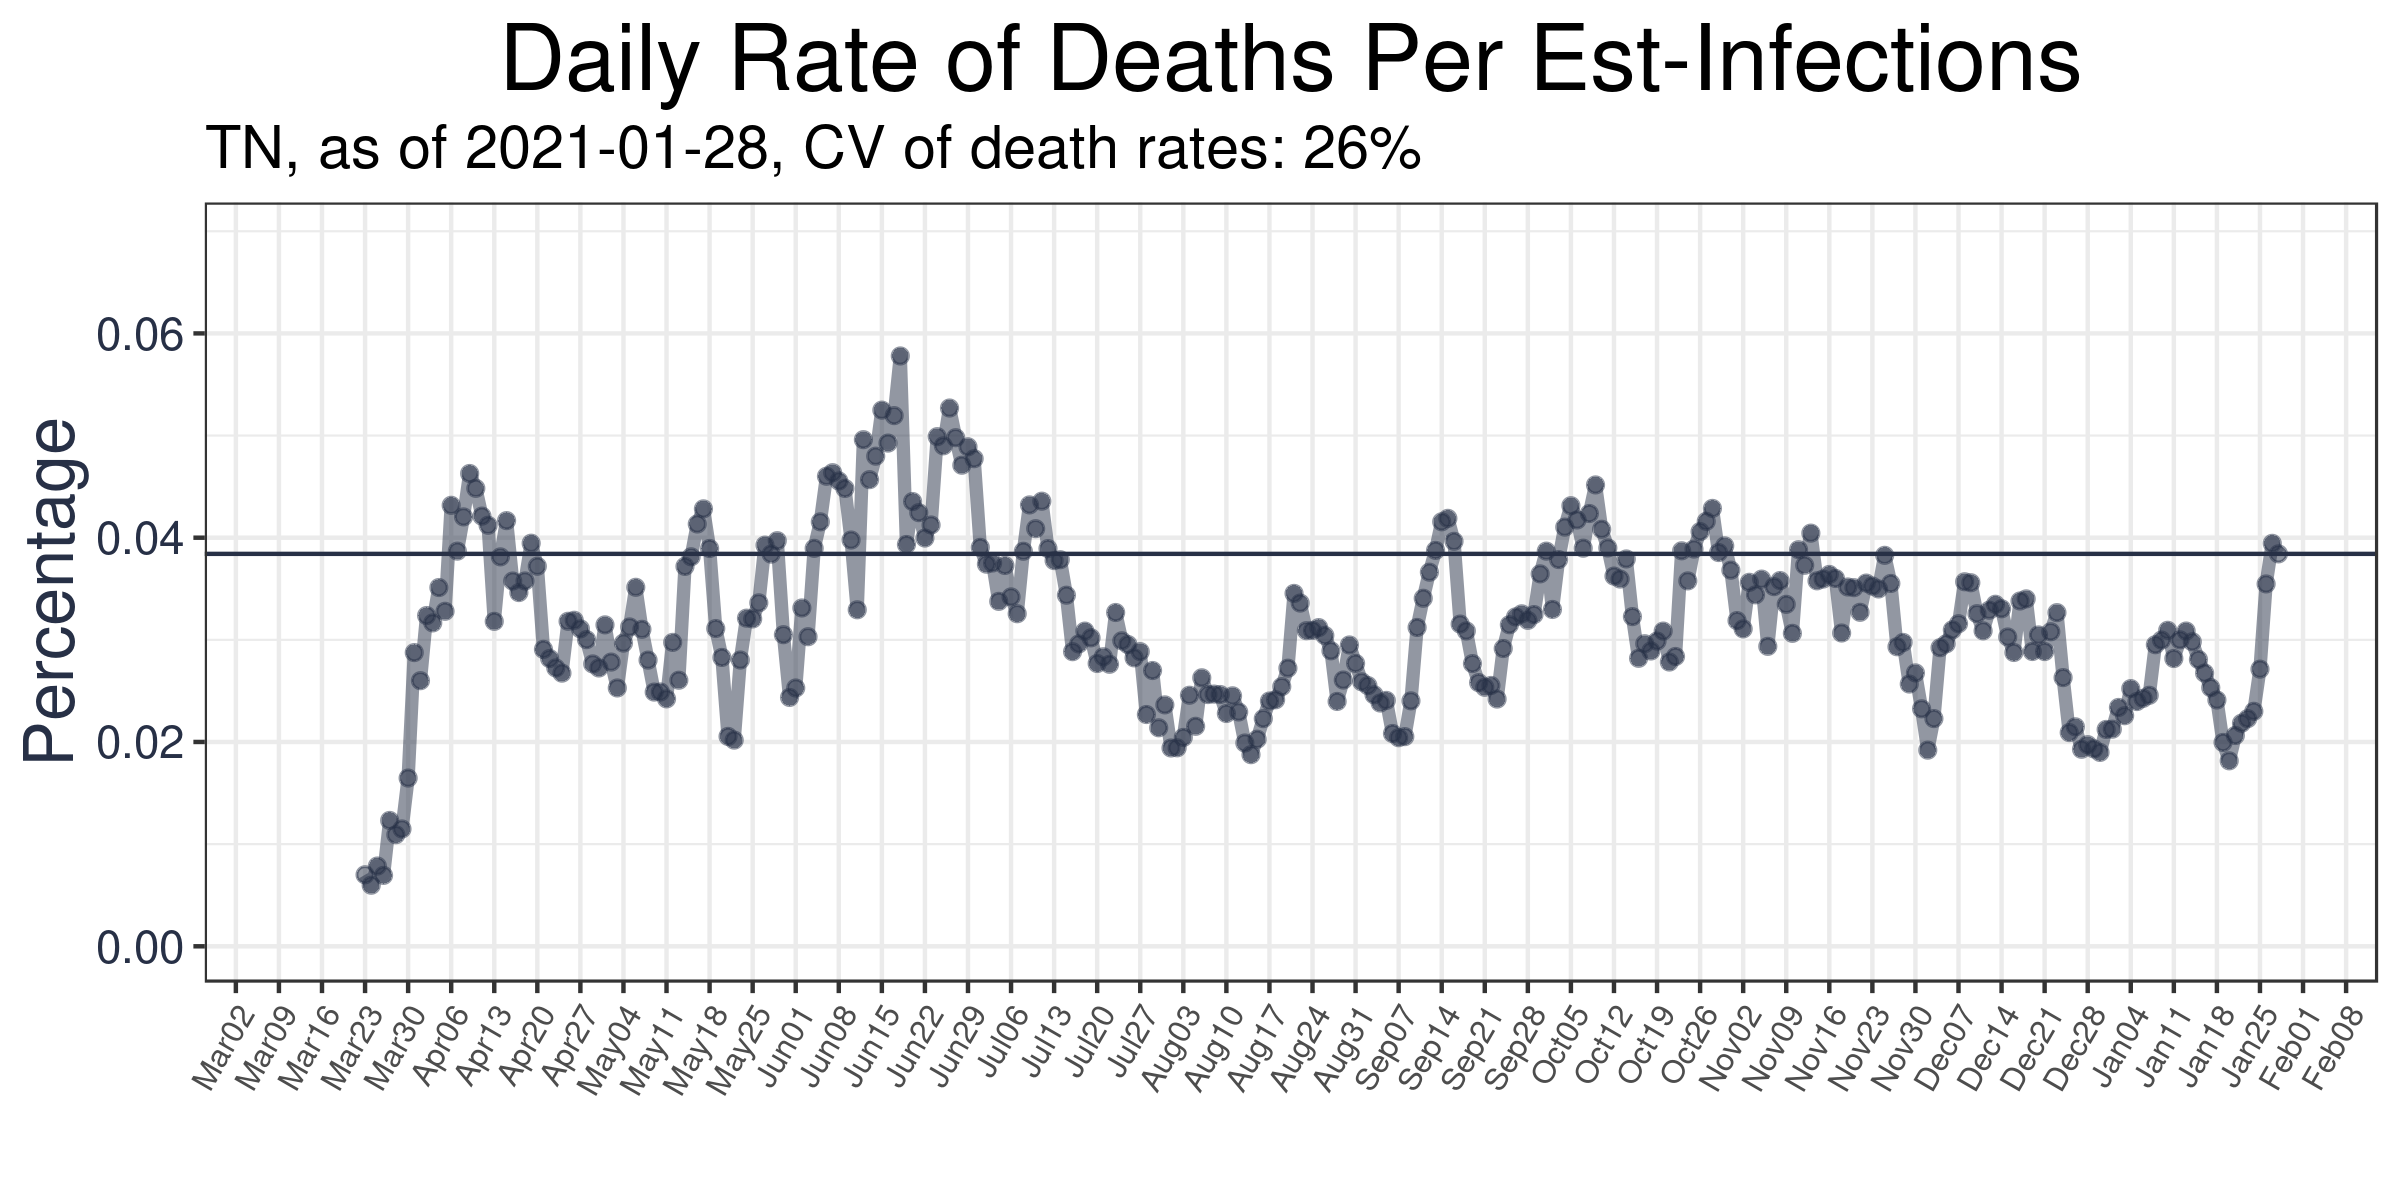 Daily Rate of Deaths Per Est-Infections
TN, as of 2021-01-28, CV of death rates: 26%
Percentage
0.06
0.04
0.02
0.00
Mar02 Mar09 Mar16 Mar23 Mar30 Apr06 Apr13 Apr20 Apr27 May04 May11 May18 May25 Jun01 Jun08 Jun15 Jun22 Jun29 Jul06 Jul13 Jul20 Jul27 Aug03 Aug10 Aug17 Aug24 Aug31 Sep07 Sep14 Sep21 Sep28 Oct05 Oct12 Oct19 Oct26 Nov02 Nov09 Nov16 Nov23 Nov30 Dec07 Dec14 Dec21 Dec28 Jan04 Jan11 Jan18 Jan25 Feb01 Feb08